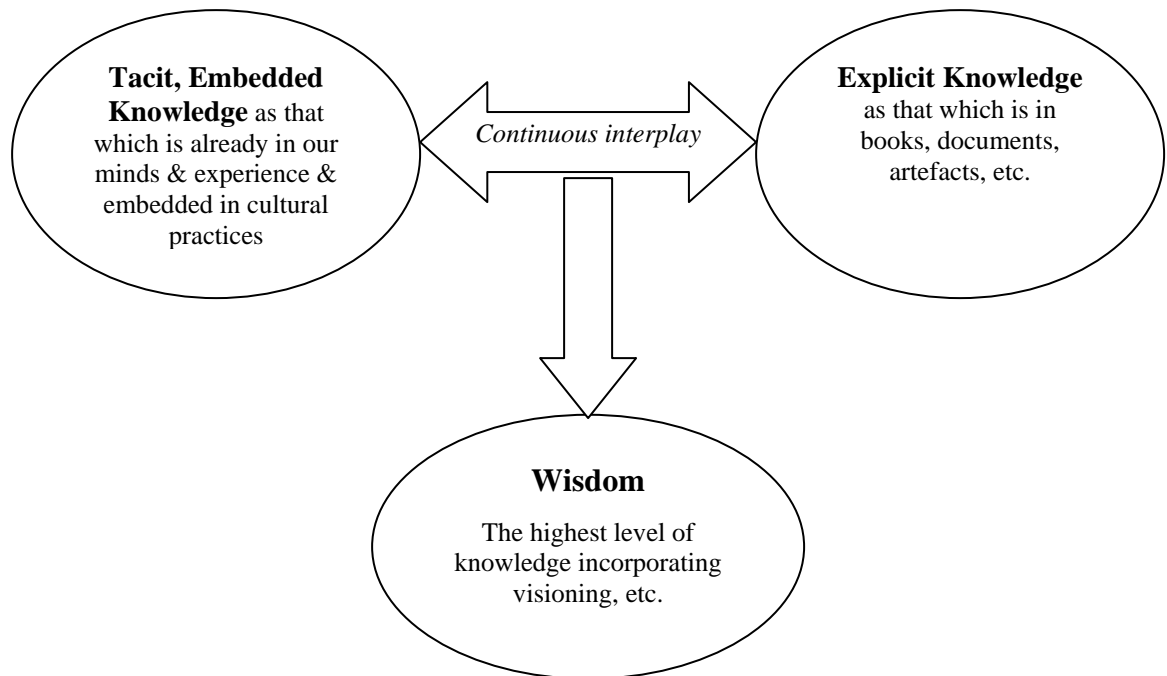 Tacit, Embedded
Knowledge as that
which is already in our
minds & experience &
embedded in cultural
practices
Continuous interplay
Explicit Knowledge
as that which is in
books, documents,
artefacts, etc.
Wisdom
The highest level of
knowledge incorporating
visioning, etc.